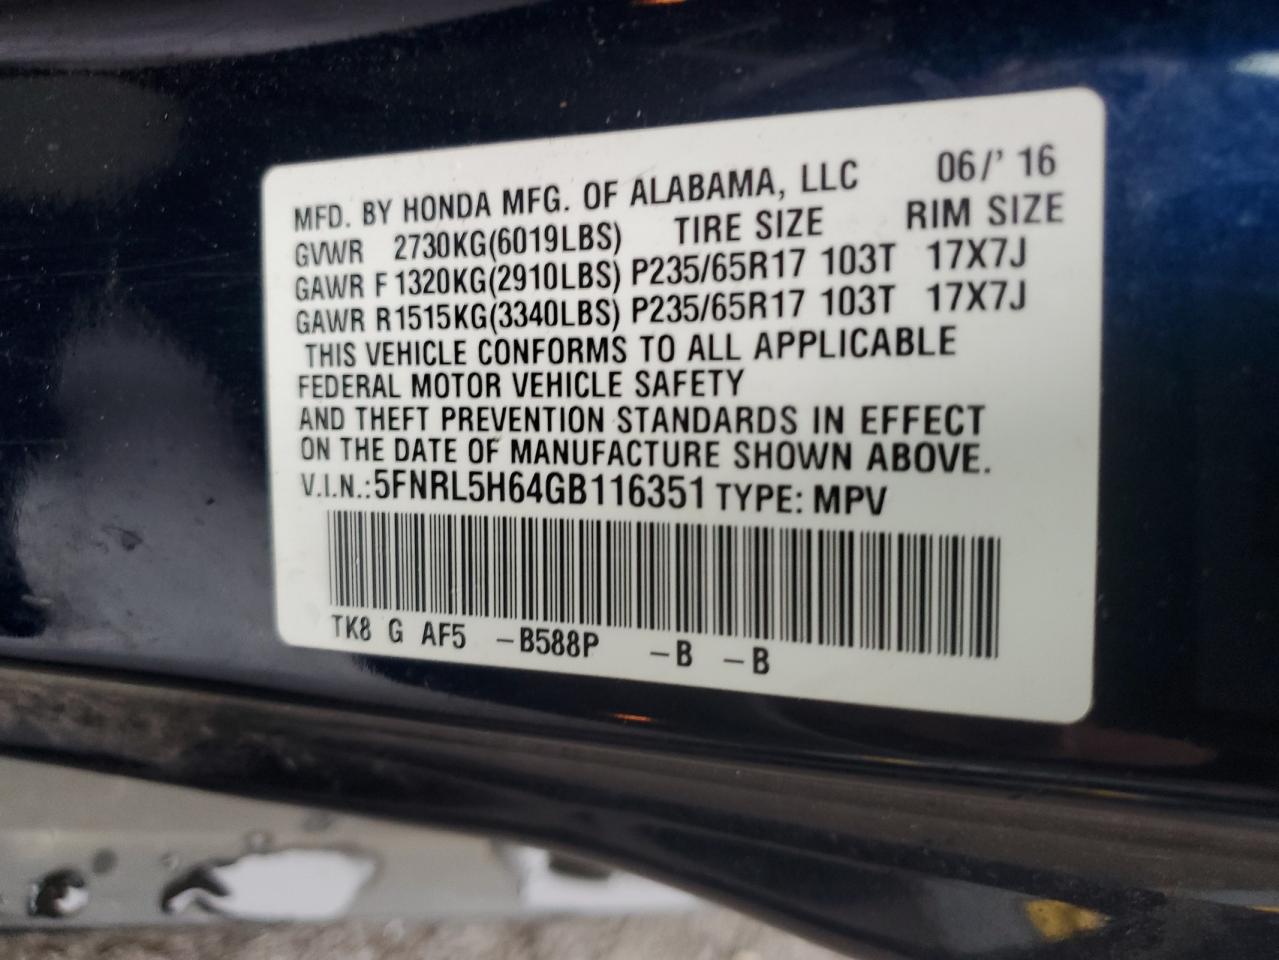 MFD. BY HONDA MFG. OF ALABAMA, LLC 06/' 16
GVWR 2730KG(6019LBS) TIRE SIZE RIM SIZE
GAWR F 1320KG(2910LBS) P235/65R17 103T 17X7J
GAWR R1515KG(3340LBS) P235/65R17 103T 17X7J
THIS VEHICLE CONFORMS TO ALL APPLICABLE
FEDERAL MOTOR VEHICLE SAFETY
AND THEFT PREVENTION STANDARDS IN EFFECT
ON THE DATE OF MANUFACTURE SHOWN ABOVE.
V.I.N.:5FNRL5H64GB116351 TYPE: MPV
TK8 G AF5 –B588P –B –B